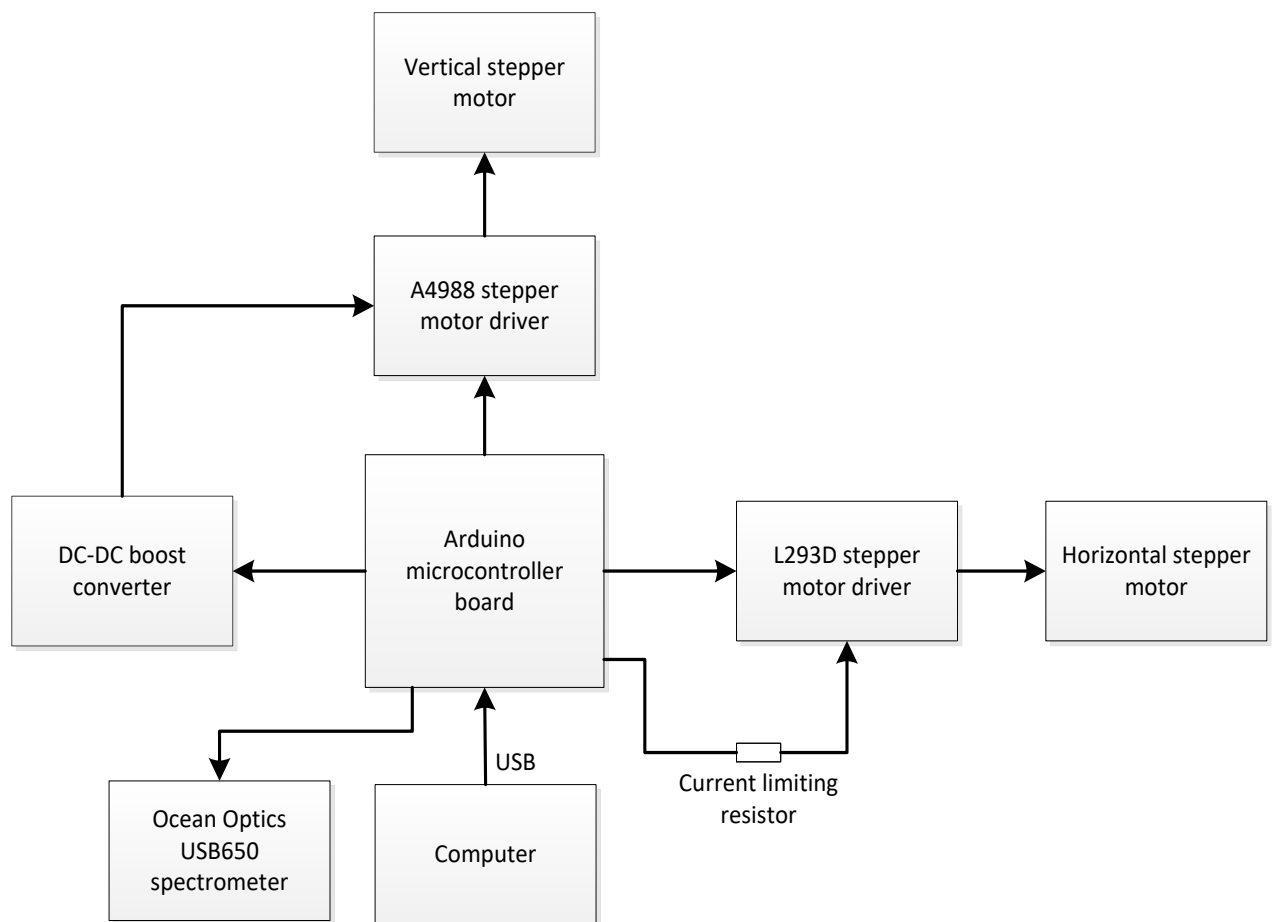 Vertical stepper
motor
A4988 stepper
motor driver
DC-DC boost
converter
Arduino
microcontroller
board
L293D stepper
motor driver
Horizontal stepper
motor
USB
Current limiting
resistor
Ocean Optics
USB650
spectrometer
Computer